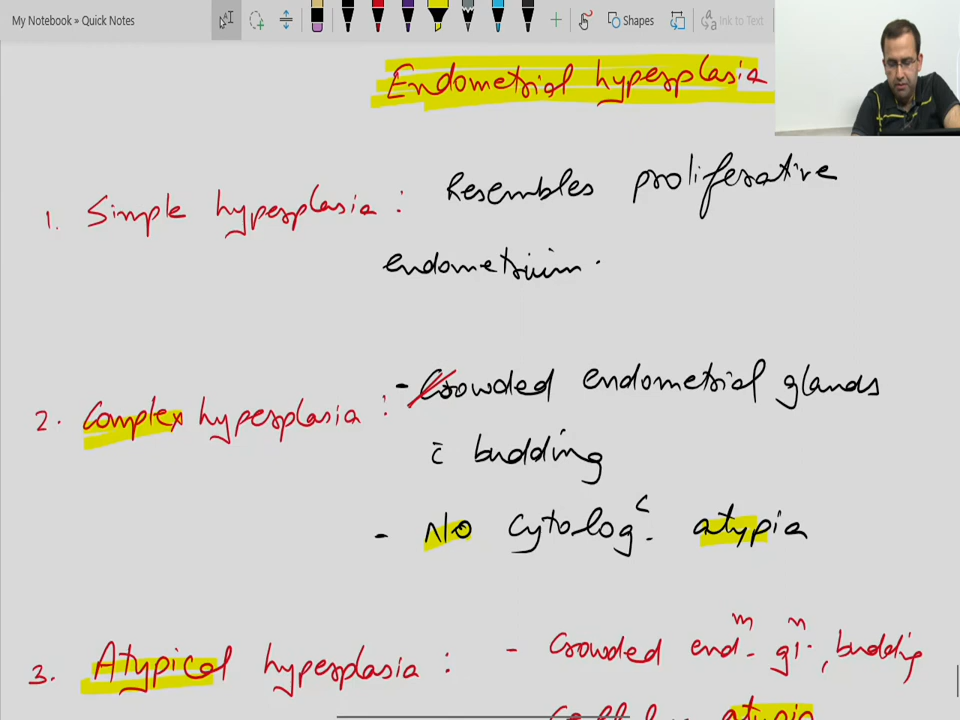 My Notebook » Quick Notes
Shapes
Ink to Text
Endometrial hyperplasia
1. Simple hyperplasia : Resembles proliferative
endometrium.
2. Complex hyperplasia : - Crowded endometrial glands
c̄ budding
- No cytolog.c atypia
3. Atypical hyperplasia : - Crowded end.m gl.n, budding
atypia